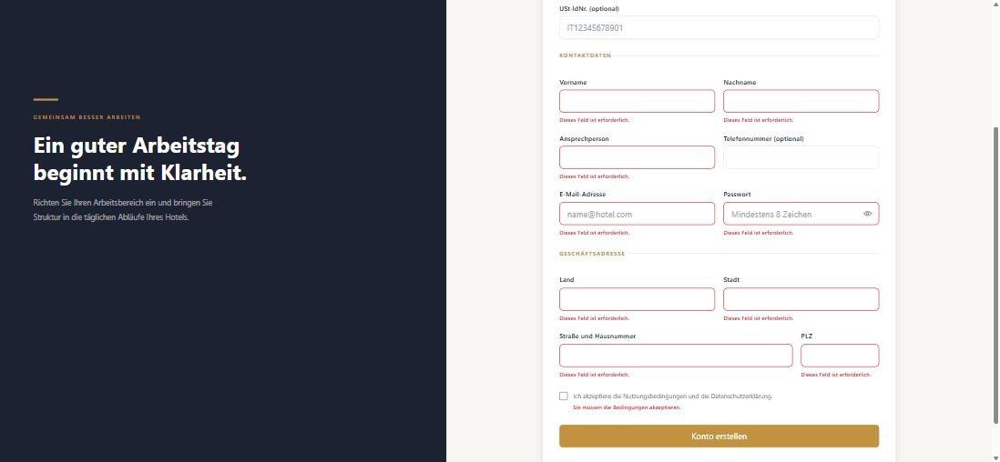 GEMEINSAM BESSER ARBEITEN
Ein guter Arbeitstag
beginnt mit Klarheit.
Richten Sie Ihren Arbeitsbereich ein und bringen Sie
Struktur in die täglichen Abläufe Ihres Hotels.
USt-IdNr. (optional)
IT12345678901
KONTAKTDATEN
Vorname Nachname
Dieses Feld ist erforderlich. Dieses Feld ist erforderlich.
Ansprechperson Telefonnummer (optional)
Dieses Feld ist erforderlich.
E-Mail-Adresse Passwort
name@hotel.com Mindestens 8 Zeichen
Dieses Feld ist erforderlich. Dieses Feld ist erforderlich.
GESCHÄFTSADRESSE
Land Stadt
Dieses Feld ist erforderlich. Dieses Feld ist erforderlich.
Straße und Hausnummer PLZ
Dieses Feld ist erforderlich. Dieses Feld ist erforderlich.
Ich akzeptiere die Nutzungsbedingungen und die Datenschutzerklärung.
Sie müssen die Bedingungen akzeptieren.
Konto erstellen